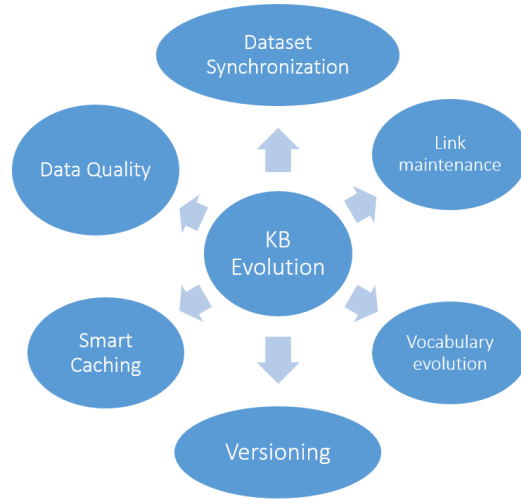 Dataset
Synchronization
Link
maintenance
Data Quality
KB
Evolution
Smart
Caching
Vocabulary
evolution
Versioning